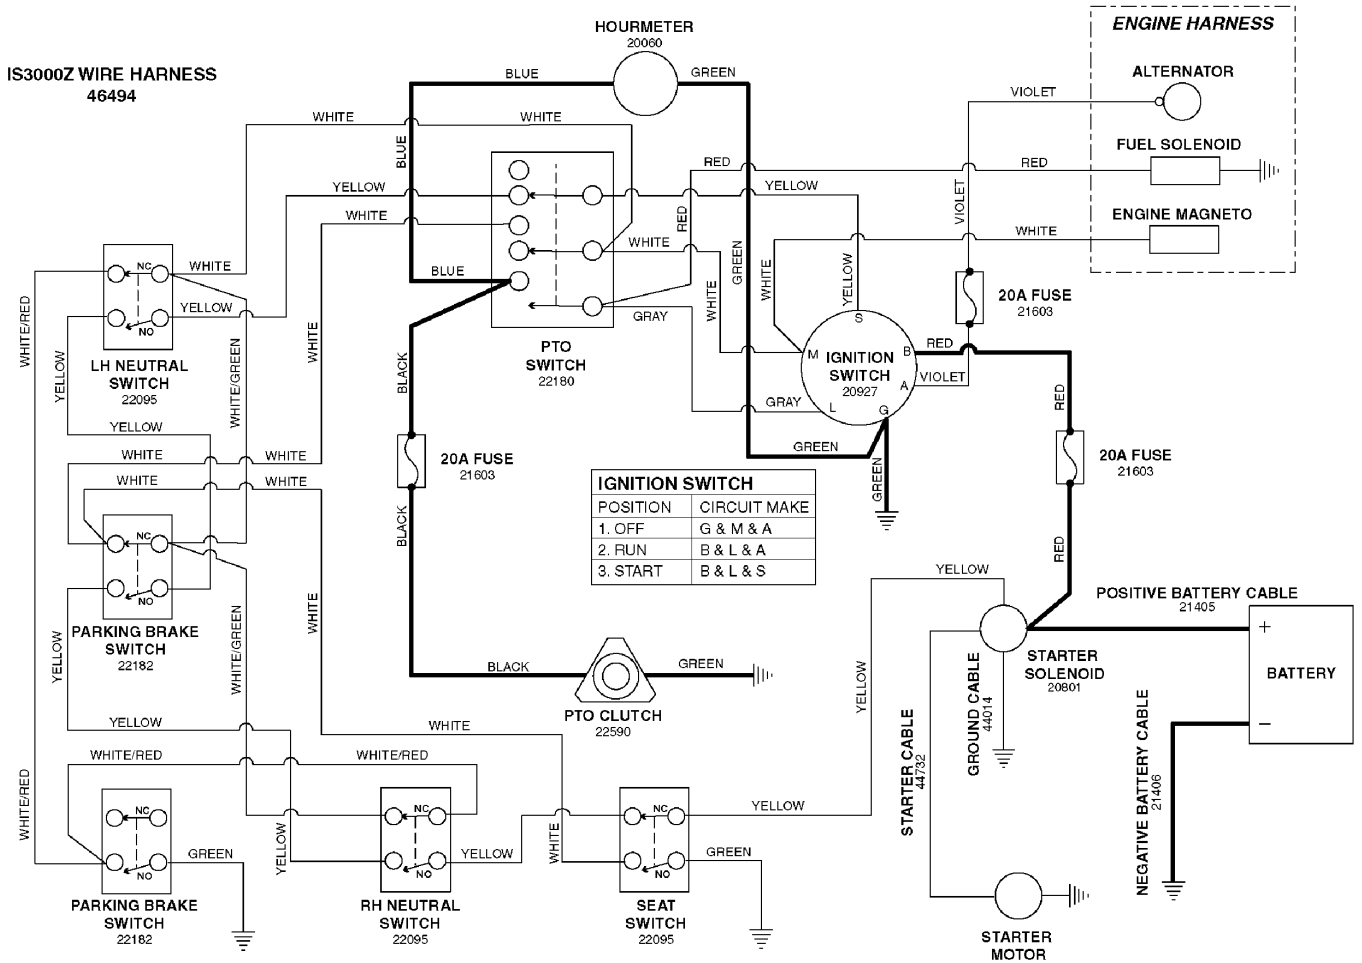 IS3000Z WIRE HARNESS
46494
HOURMETER
20060
BLUE
GREEN
ENGINE HARNESS
ALTERNATOR
VIOLET
FUEL SOLENOID
RED
RED
ENGINE MAGNETO
WHITE
WHITE
WHITE
BLUE
YELLOW
WHITE
BLUE
YELLOW
WHITE
RED
GREEN
WHITE
WHITE
YELLOW
VIOLET
GRAY
PTO
SWITCH
22180
NC
NO
WHITE
YELLOW
WHITE/RED
YELLOW
LH NEUTRAL
SWITCH
22095
WHITE/GREEN
WHITE
BLACK
S
M
B
A
L
G
IGNITION
SWITCH
20927
RED
VIOLET
GRAY
GREEN
GREEN
20A FUSE
21603
RED
20A FUSE
21603
RED
20A FUSE
21603
BLACK
YELLOW
WHITE
WHITE
WHITE
WHITE
IGNITION SWITCH
POSITION CIRCUIT MAKE
1. OFF G & M & A
2. RUN B & L & A
3. START B & L & S
NC
NO
PARKING BRAKE
SWITCH
22182
YELLOW
WHITE/GREEN
WHITE
BLACK
GREEN
PTO CLUTCH
22590
YELLOW
YELLOW
POSITIVE BATTERY CABLE
21405
+
BATTERY
−
STARTER
SOLENOID
20801
GROUND CABLE
44014
STARTER CABLE
44732
NEGATIVE BATTERY CABLE
21406
YELLOW
WHITE
WHITE/RED
WHITE/RED
WHITE/RED
NC
NO
GREEN
PARKING BRAKE
SWITCH
22182
YELLOW
NC
NO
YELLOW
RH NEUTRAL
SWITCH
22095
WHITE
NC
NO
YELLOW
GREEN
SEAT
SWITCH
22095
STARTER
MOTOR